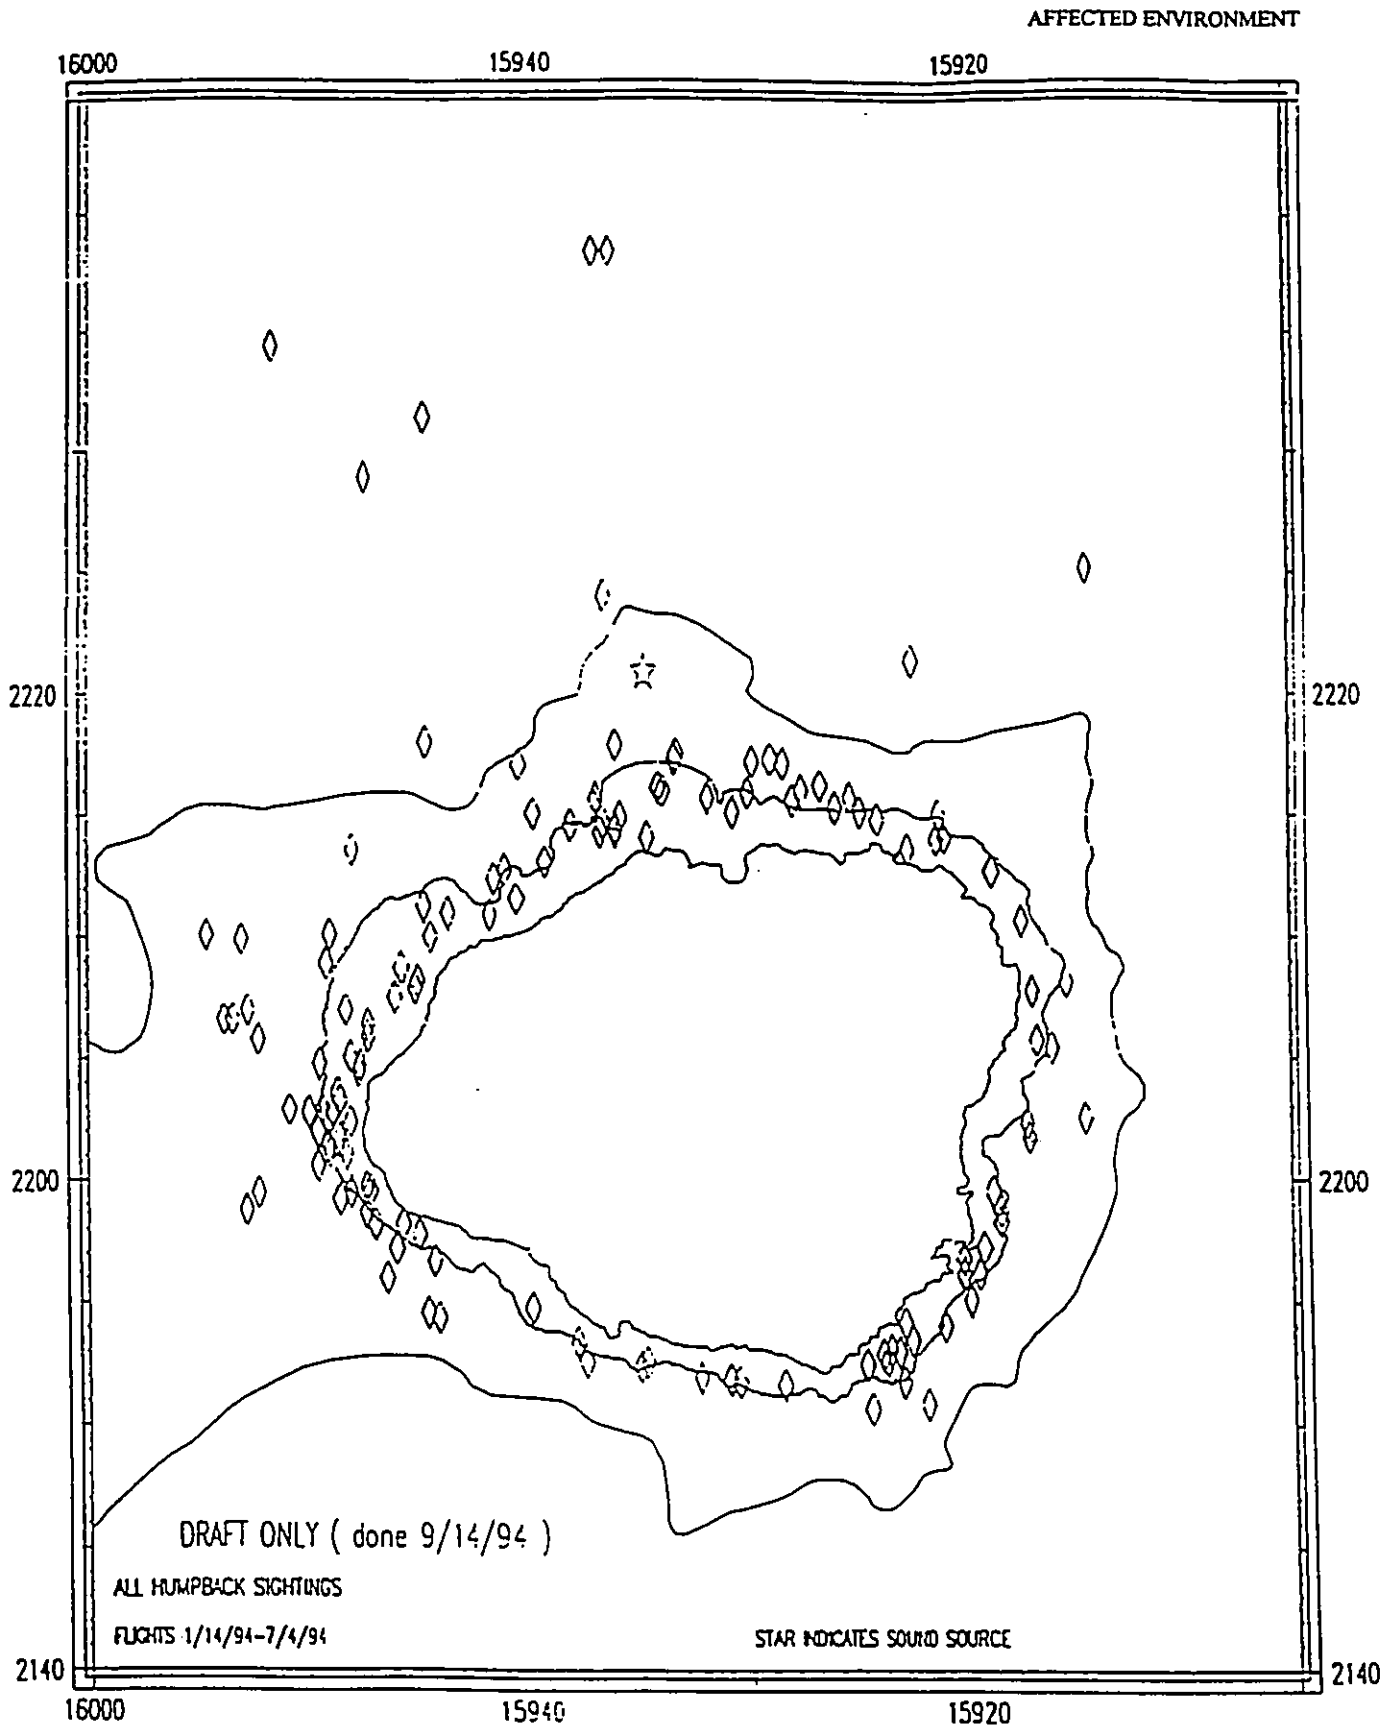 AFFECTED ENVIRONMENT
16000 15940 15920
2220 2220
2200 2200
DRAFT ONLY ( done 9/14/94 )
ALL HUMPBACK SIGHTINGS
FLIGHTS 1/14/94-7/4/94
STAR INDICATES SOUND SOURCE
2140 2140
16000 15940 15920